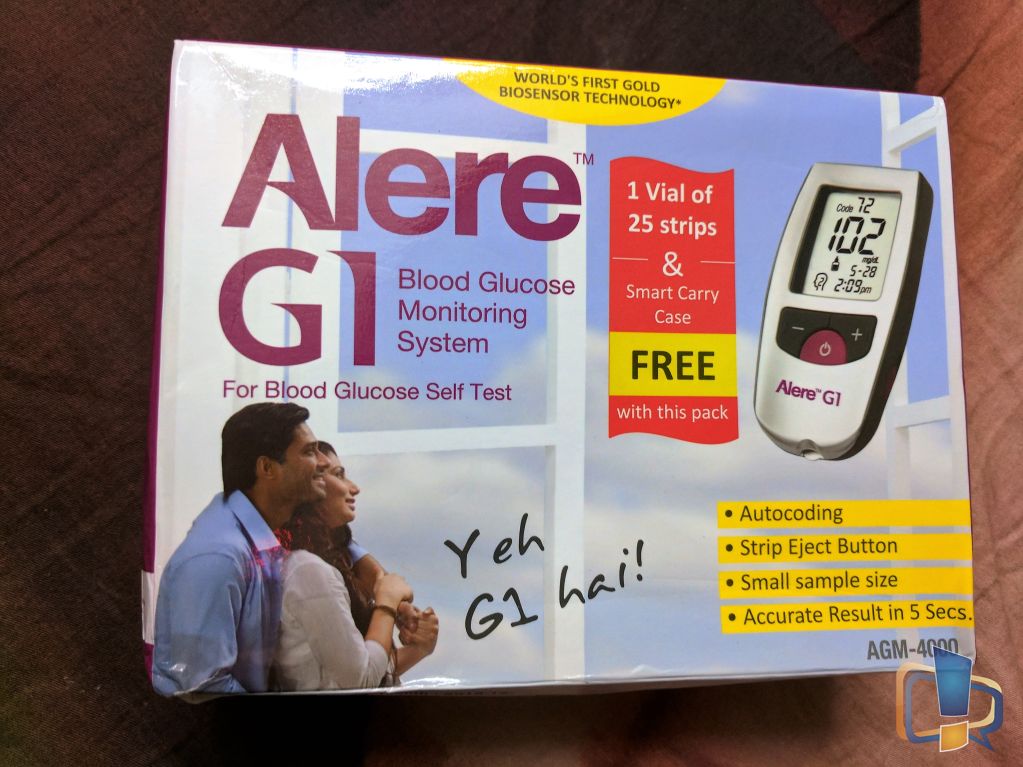 WORLD'S FIRST GOLD
BIOSENSOR TECHNOLOGY*
Alere™
G1
Blood Glucose
Monitoring
System
For Blood Glucose Self Test
1 Vial of
25 strips
&
Smart Carry
Case
FREE
with this pack
Code 72
102
mg/dL
5-28
2:09pm
Alere™ G1
Yeh
G1 hai!
• Autocoding
• Strip Eject Button
• Small sample size
• Accurate Result in 5 Secs.
AGM-4000